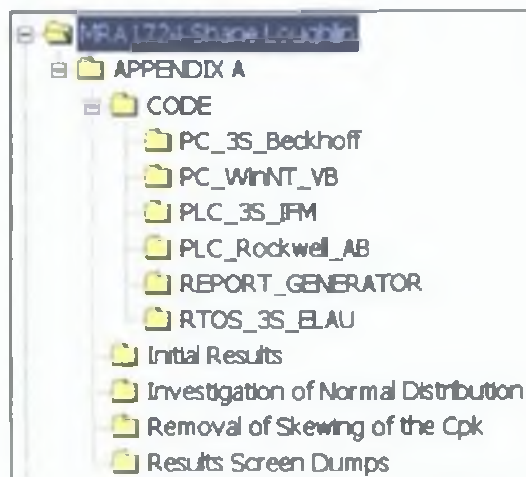 MRA1724-Shane Loughlin
APPENDIX A
CODE
PC_3S_Beckhoff
PC_WinNT_VB
PLC_3S_IFM
PLC_Rockwell_AB
REPORT_GENERATOR
RTOS_3S_ELAU
Initial Results
Investigation of Normal Distribution
Removal of Skewing of the Cpk
Results Screen Dumps